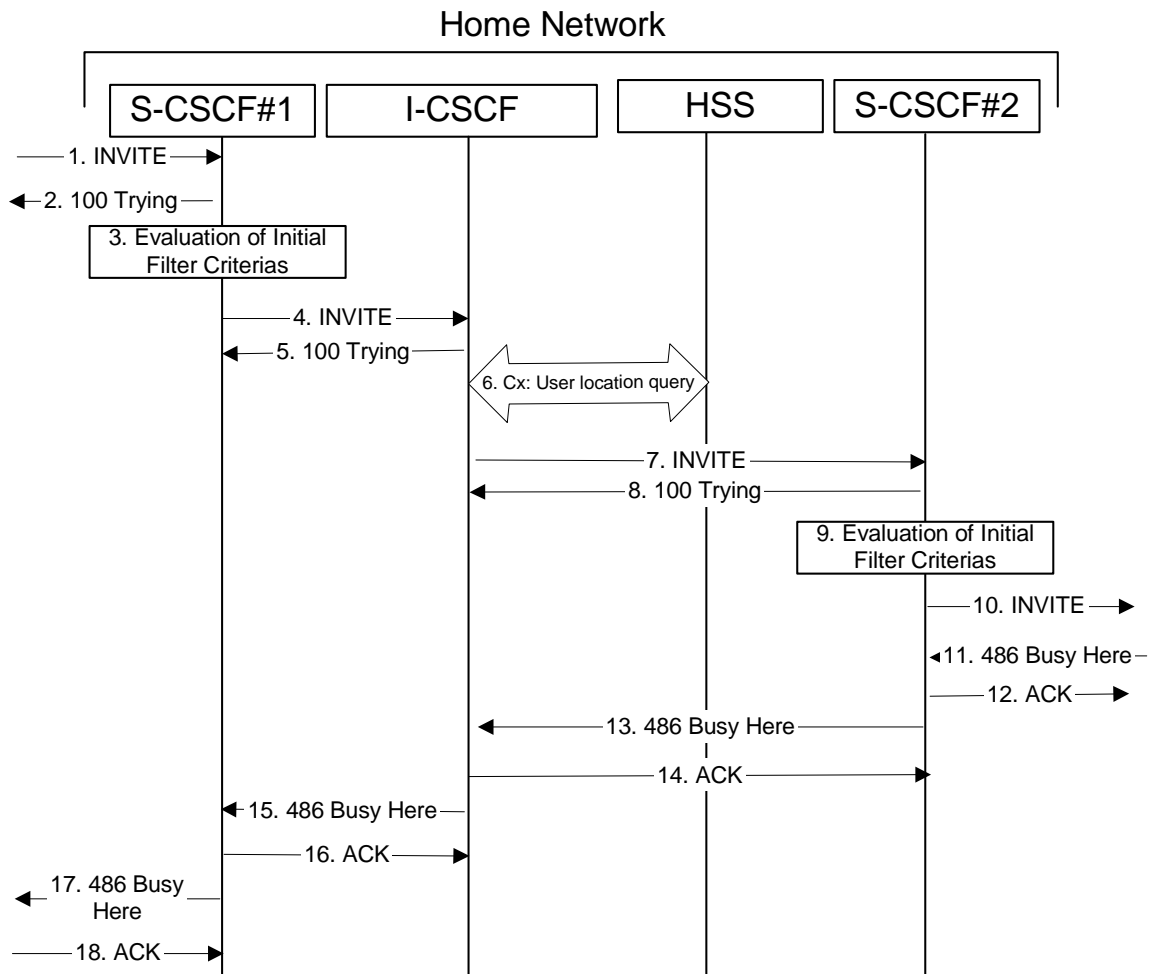 Home Network
S-CSCF#1
I-CSCF
HSS
S-CSCF#2
1. INVITE
2. 100 Trying
3. Evaluation of Initial
Filter Criterias
4. INVITE
5. 100 Trying
6. Cx: User location query
7. INVITE
8. 100 Trying
9. Evaluation of Initial
Filter Criterias
10. INVITE
11. 486 Busy Here
12. ACK
13. 486 Busy Here
14. ACK
15. 486 Busy Here
16. ACK
17. 486 Busy
Here
18. ACK